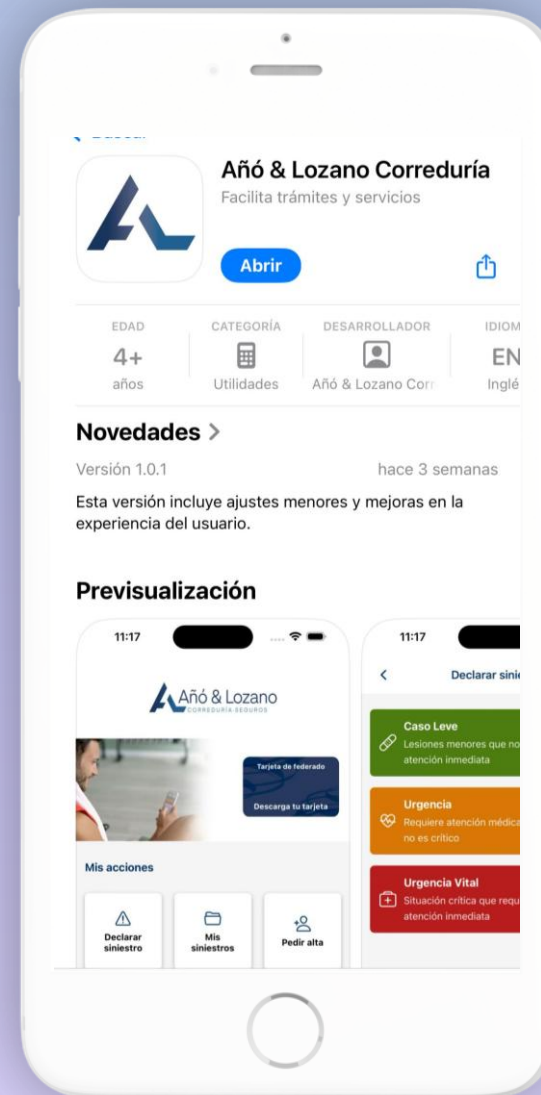 Añó & Lozano Correduría
Facilita trámites y servicios
Abrir
EDAD
4+
años
CATEGORÍA
Utilidades
DESARROLLADOR
Añó & Lozano Corr
IDIOM
EN
Inglé
Novedades >
Versión 1.0.1
hace 3 semanas
Esta versión incluye ajustes menores y mejoras en la
experiencia del usuario.
Previsualización
11:17
Añó & Lozano
CORREDURÍA SEGUROS
Tarjeta de federado
Descarga tu tarjeta
Mis acciones
Declarar
siniestro
Mis
siniestros
Pedir alta
11:17
Declarar sinie
Caso Leve
Lesiones menores que no
atención inmediata
Urgencia
Requiere atención médica
no es crítico
Urgencia Vital
Situación crítica que requ
atención inmediata